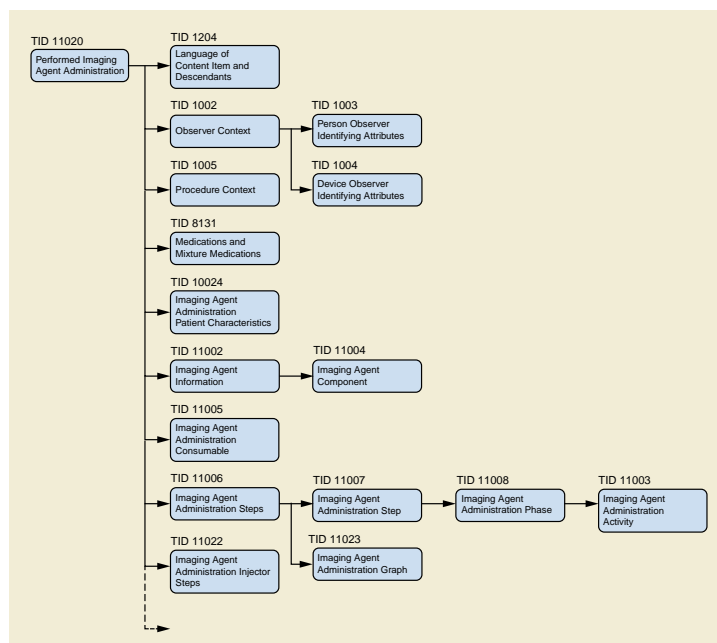 TID 11020
Performed Imaging
Agent Administration
TID 1204
Language of
Content Item and
Descendants
TID 1002
Observer Context
TID 1003
Person Observer
Identifying Attributes
TID 1004
Device Observer
Identifying Attributes
TID 1005
Procedure Context
TID 8131
Medications and
Mixture Medications
TID 10024
Imaging Agent
Administration
Patient Characteristics
TID 11002
Imaging Agent
Information
TID 11004
Imaging Agent
Component
TID 11005
Imaging Agent
Administration
Consumable
TID 11006
Imaging Agent
Administration Steps
TID 11007
Imaging Agent
Administration Step
TID 11008
Imaging Agent
Administration Phase
TID 11003
Imaging Agent
Administration
Activity
TID 11022
Imaging Agent
Administration Injector
Steps
TID 11023
Imaging Agent
Administration Graph